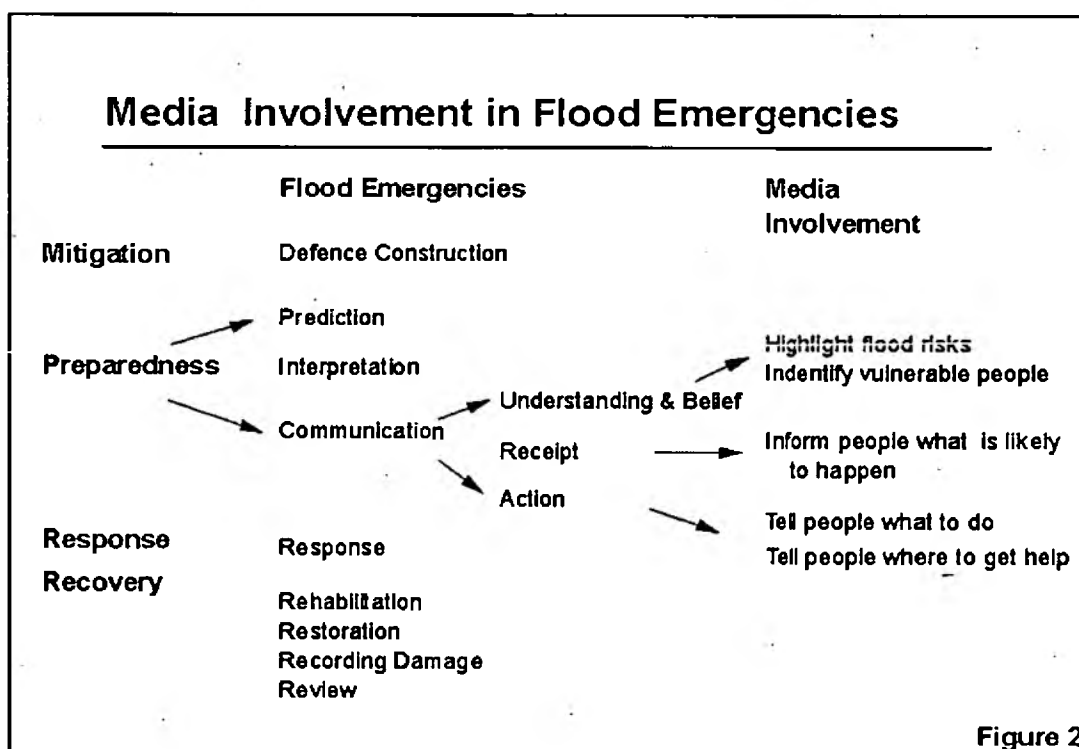 Media Involvement in Flood Emergencies
Flood Emergencies
Media
Involvement
Mitigation
Defence Construction
Prediction
Preparedness
Interpretation
Communication
Understanding & Belief
Receipt
Action
Highlight flood risks
Indentify vulnerable people
Inform people what is likely
to happen
Tell people what to do
Tell people where to get help
Response
Response
Recovery
Rehabilitation
Restoration
Recording Damage
Review
Figure 2